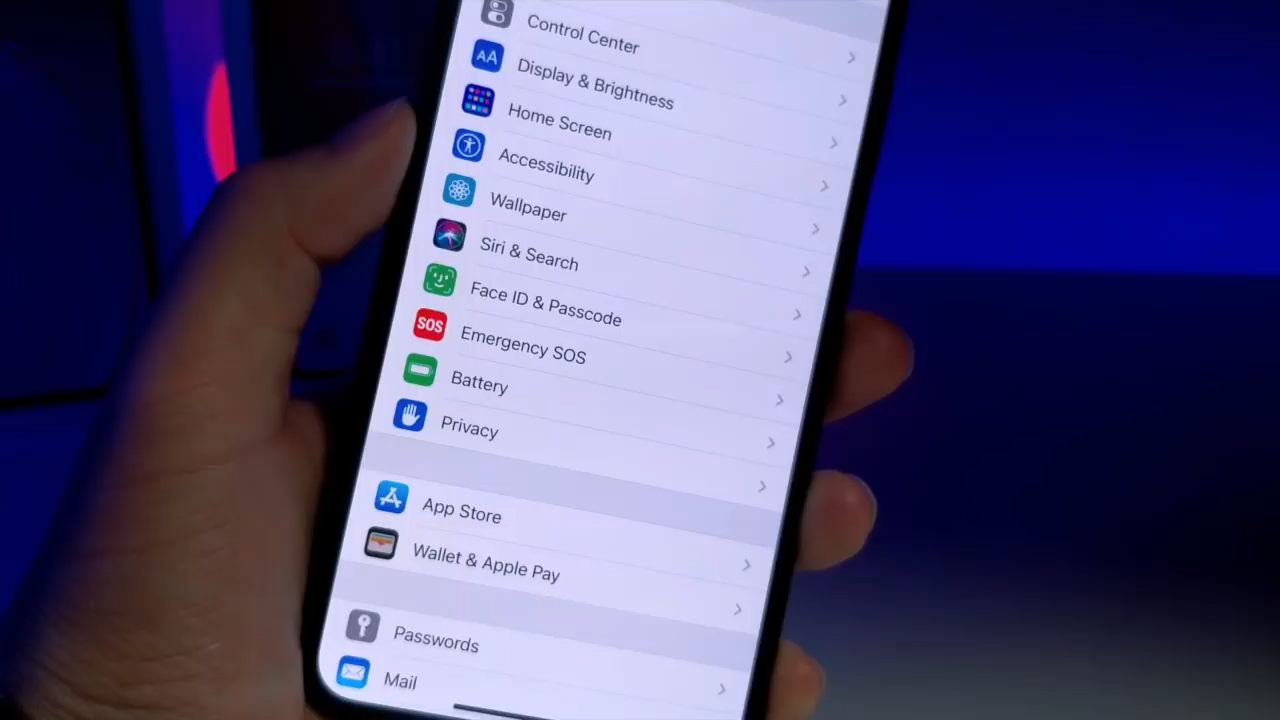 Control Center
AA Display & Brightness
Home Screen
Accessibility
Wallpaper
Siri & Search
Face ID & Passcode
SOS Emergency SOS
Battery
Privacy
App Store
Wallet & Apple Pay
Passwords
Mail